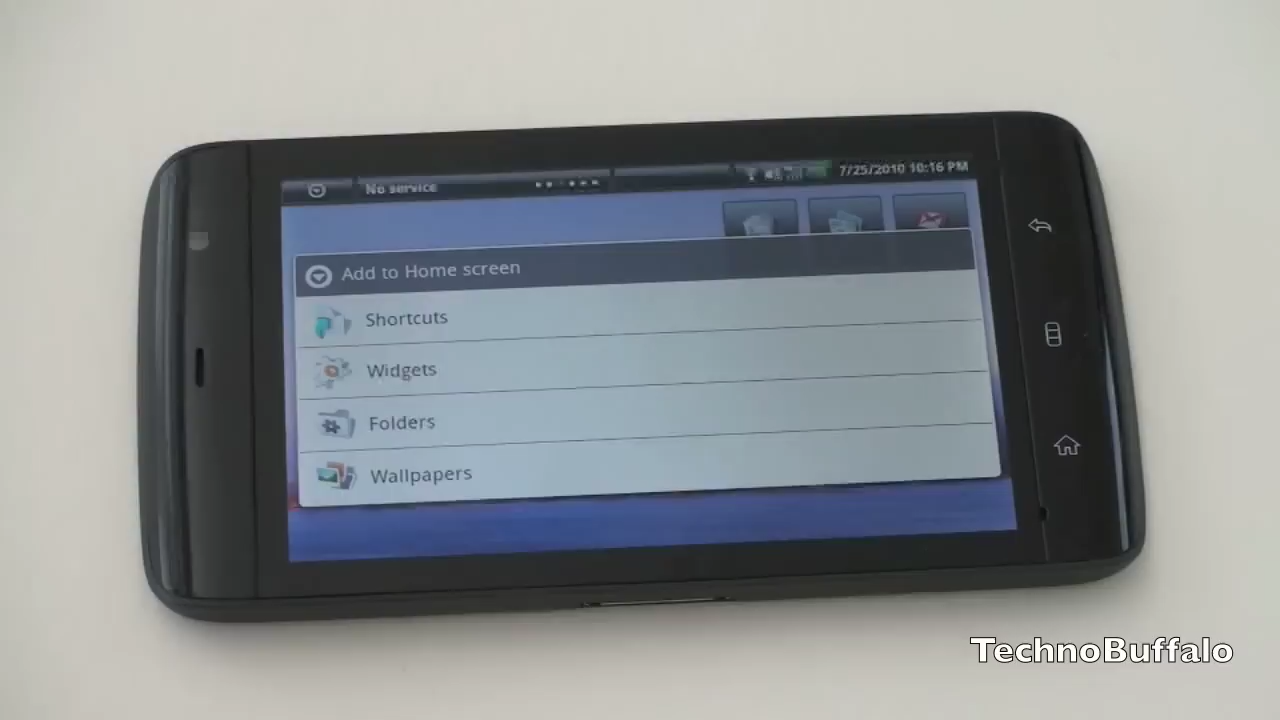 No service
7/25/2010 10:16 PM
Add to Home screen
Shortcuts
Widgets
Folders
Wallpapers
TechnoBuffalo